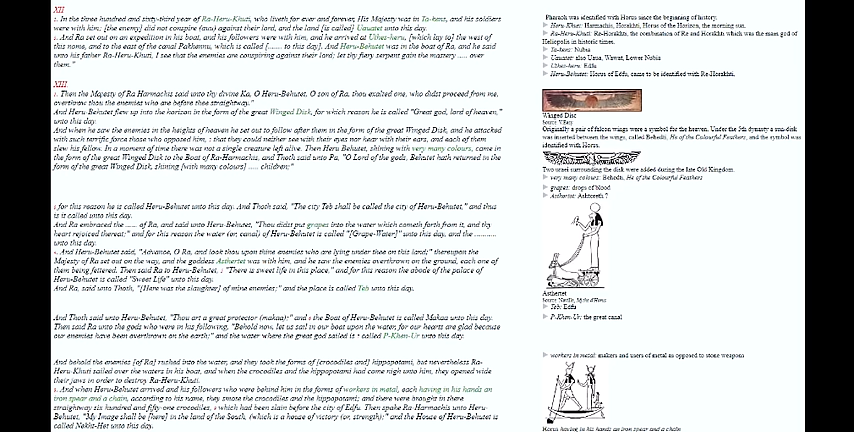 XII
1. In the three hundred and sixty-third year of Ra-Heru-Khuti, who liveth for ever and forever, His Majesty was in Ta-kens, and his soldiers
were with him; [the enemy] did not conspire (aua) against their lord, and the land [is called] Uauatet unto this day.
2. And Ra set out on an expedition in his boat, and his followers were with him, and he arrived at Uthes-heru, [which lay to] the west of
this nome, and to the east of the canal Pakhennu, which is called [....... to this day]. And Heru-Behutet was in the boat of Ra, and he said
unto his father Ra-Heru-Khuti, I see that the enemies are conspiring against their lord; let thy fiery serpent gain the mastery ..... over
them."
XIII
1. Then the Majesty of Ra Harmachis said unto thy divine Ka, O Heru-Behutet, O son of Ra, thou exalted one, who didst proceed from me,
overthrow thou the enemies who are before thee straightway."
And Heru-Behutet flew up into the horizon in the form of the great Winged Disk, for which reason he is called "Great god, lord of heaven,"
unto this day.
And when he saw the enemies in the heights of heaven he set out to follow after them in the form of the great Winged Disk, and he attacked
with such terrific force those who opposed him, that they could neither see with their eyes nor hear with their ears, and each of them
slew his fellow. In a moment of time there was not a single creature left alive. Then Heru-Behutet, shining with very many colours, came in
the form of the great Winged Disk to the Boat of Ra-Harmachis, and Thoth said unto Ra, "O Lord of the gods, Behutet hath returned in the
form of the great Winged Disk, shining [with many colours] ..... children;"
for this reason he is called Heru-Behutet unto this day. And Thoth said, "The city Teb shall be called the city of Heru-Behutet," and thus
is it called unto this day.
And Ra embraced the ...... of Ra, and said unto Heru-Behutet, "Thou didst put grapes into the water which cometh forth from it, and thy
heart rejoiced thereat;" and for this reason the water (or, canal) of Heru-Behutet is called "[Grape-Water]" unto this day, and the ...........
unto this day.
And Heru-Behutet said, "Advance, O Ra, and look thou upon thine enemies who are lying under thee on this land;" thereupon the
Majesty of Ra set out on the way, and the goddess Asthertet was with him, and he saw the enemies overthrown on the ground, each one of
them being fettered. Then said Ra to Heru-Behutet, "There is sweet life in this place," and for this reason the abode of the palace of
Heru-Behutet is called "Sweet Life" unto this day.
And Ra, said unto Thoth, "[Here was the slaughter] of mine enemies;" and the place is called Teb unto this day.
And Thoth said unto Heru-Behutet, "Thou art a great protector (makaa);" and the Boat of Heru-Behutet is called Makaa unto this day.
Then said Ra unto the gods who were in his following, "Behold now, let us sail in our boat upon the water, for our hearts are glad because
our enemies have been overthrown on the earth;" and the water where the great god sailed is called P-Khen-Ur unto this day.
And behold the enemies [of Ra] rushed into the water, and they took the forms of [crocodiles and] hippopotami, but nevertheless Ra-
Heru-Khuti sailed over the waters in his boat, and when the crocodiles and the hippopotami had come nigh unto him, they opened wide
their jaws in order to destroy Ra-Heru-Khuti.
And when Heru-Behutet arrived and his followers who were behind him in the forms of workers in metal, each having in his hands an
iron spear and a chain, according to his name, they smote the crocodiles and the hippopotami; and there were brought in there
straightway six hundred and fifty-one crocodiles, which had been slain before the city of Edfu. Then spake Ra-Harmachis unto Heru-
Behutet, "My Image shall be [here] in the land of the South, (which is a house of victory (or, strength);" and the House of Heru-Behutet is
called Nekht-Het unto this day.
Pharaoh was identified with Horus since the beginning of history.
Heru-Khuti: Harmachis, Horakhti, Horus of the Horizon, the morning sun.
Ra-Heru-Khuti: Re-Horakhti, the combination of Re and Horakhti which was the main god of
Heliopolis in historic times.
Ta-kens: Nubia
Uauatet: also Uaua, Wawat, Lower Nubia
Uthes-heru: Edfu
Heru-Behutet: Horus of Edfu, came to be identified with Re-Horakhti.
Winged Disc
Originally a pair of falcon wings were a symbol for the heaven. Under the 5th dynasty a sun disk
was inserted between the wings, called Behedti, He of the Colourful Feathers, and the symbol was
identified with Horus.
Two uraei surrounding the disk were added during the late Old Kingdom.
very many colours: Behedti, He of the Colourful Feathers
grapes: drops of blood
Asthertet: Ashtoreth ?
Asthertet
Teb: Edfu
P-Khen-Ur: the great canal
workers in metal: makers and users of metal as opposed to stone weapons
Horus having in his hands an iron spear and a chain